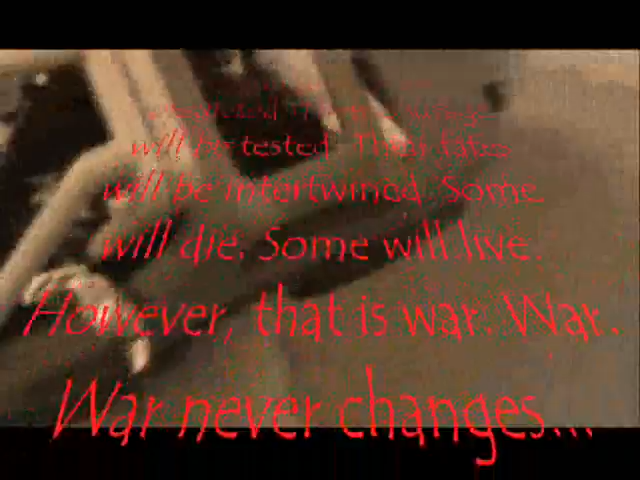 will be tested. Their fates
will be intertwined. Some
will die. Some will live.
However, that is war. War.
War never changes...